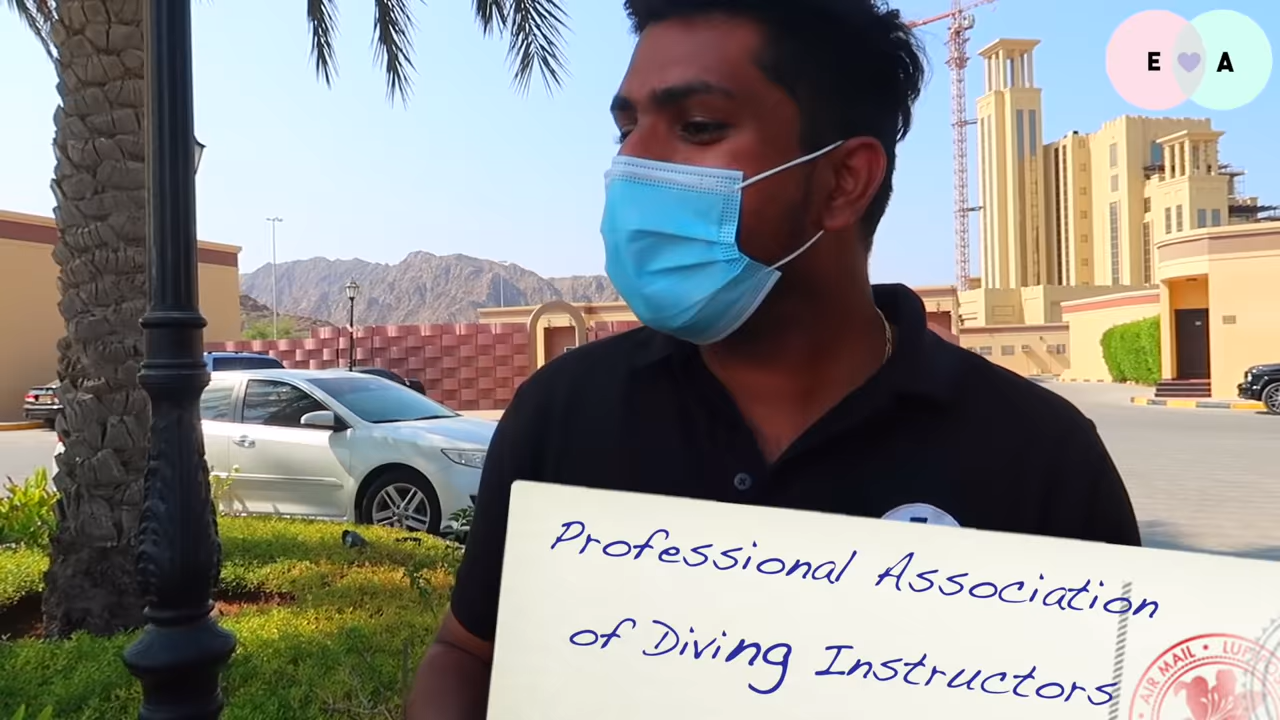 E A
Professional Association
of Diving Instructors
AIR MAIL